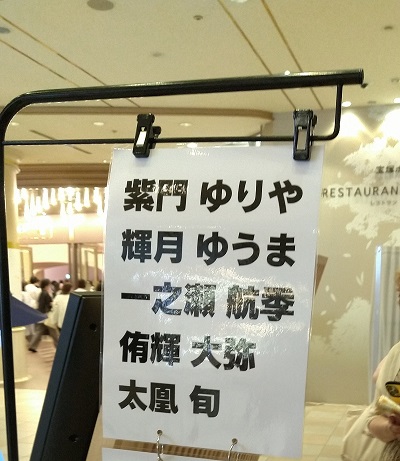 紫門 ゆりや
輝月 ゆうま
一之瀬 航季
侑輝 大弥
太凰 旬
RESTAURAN